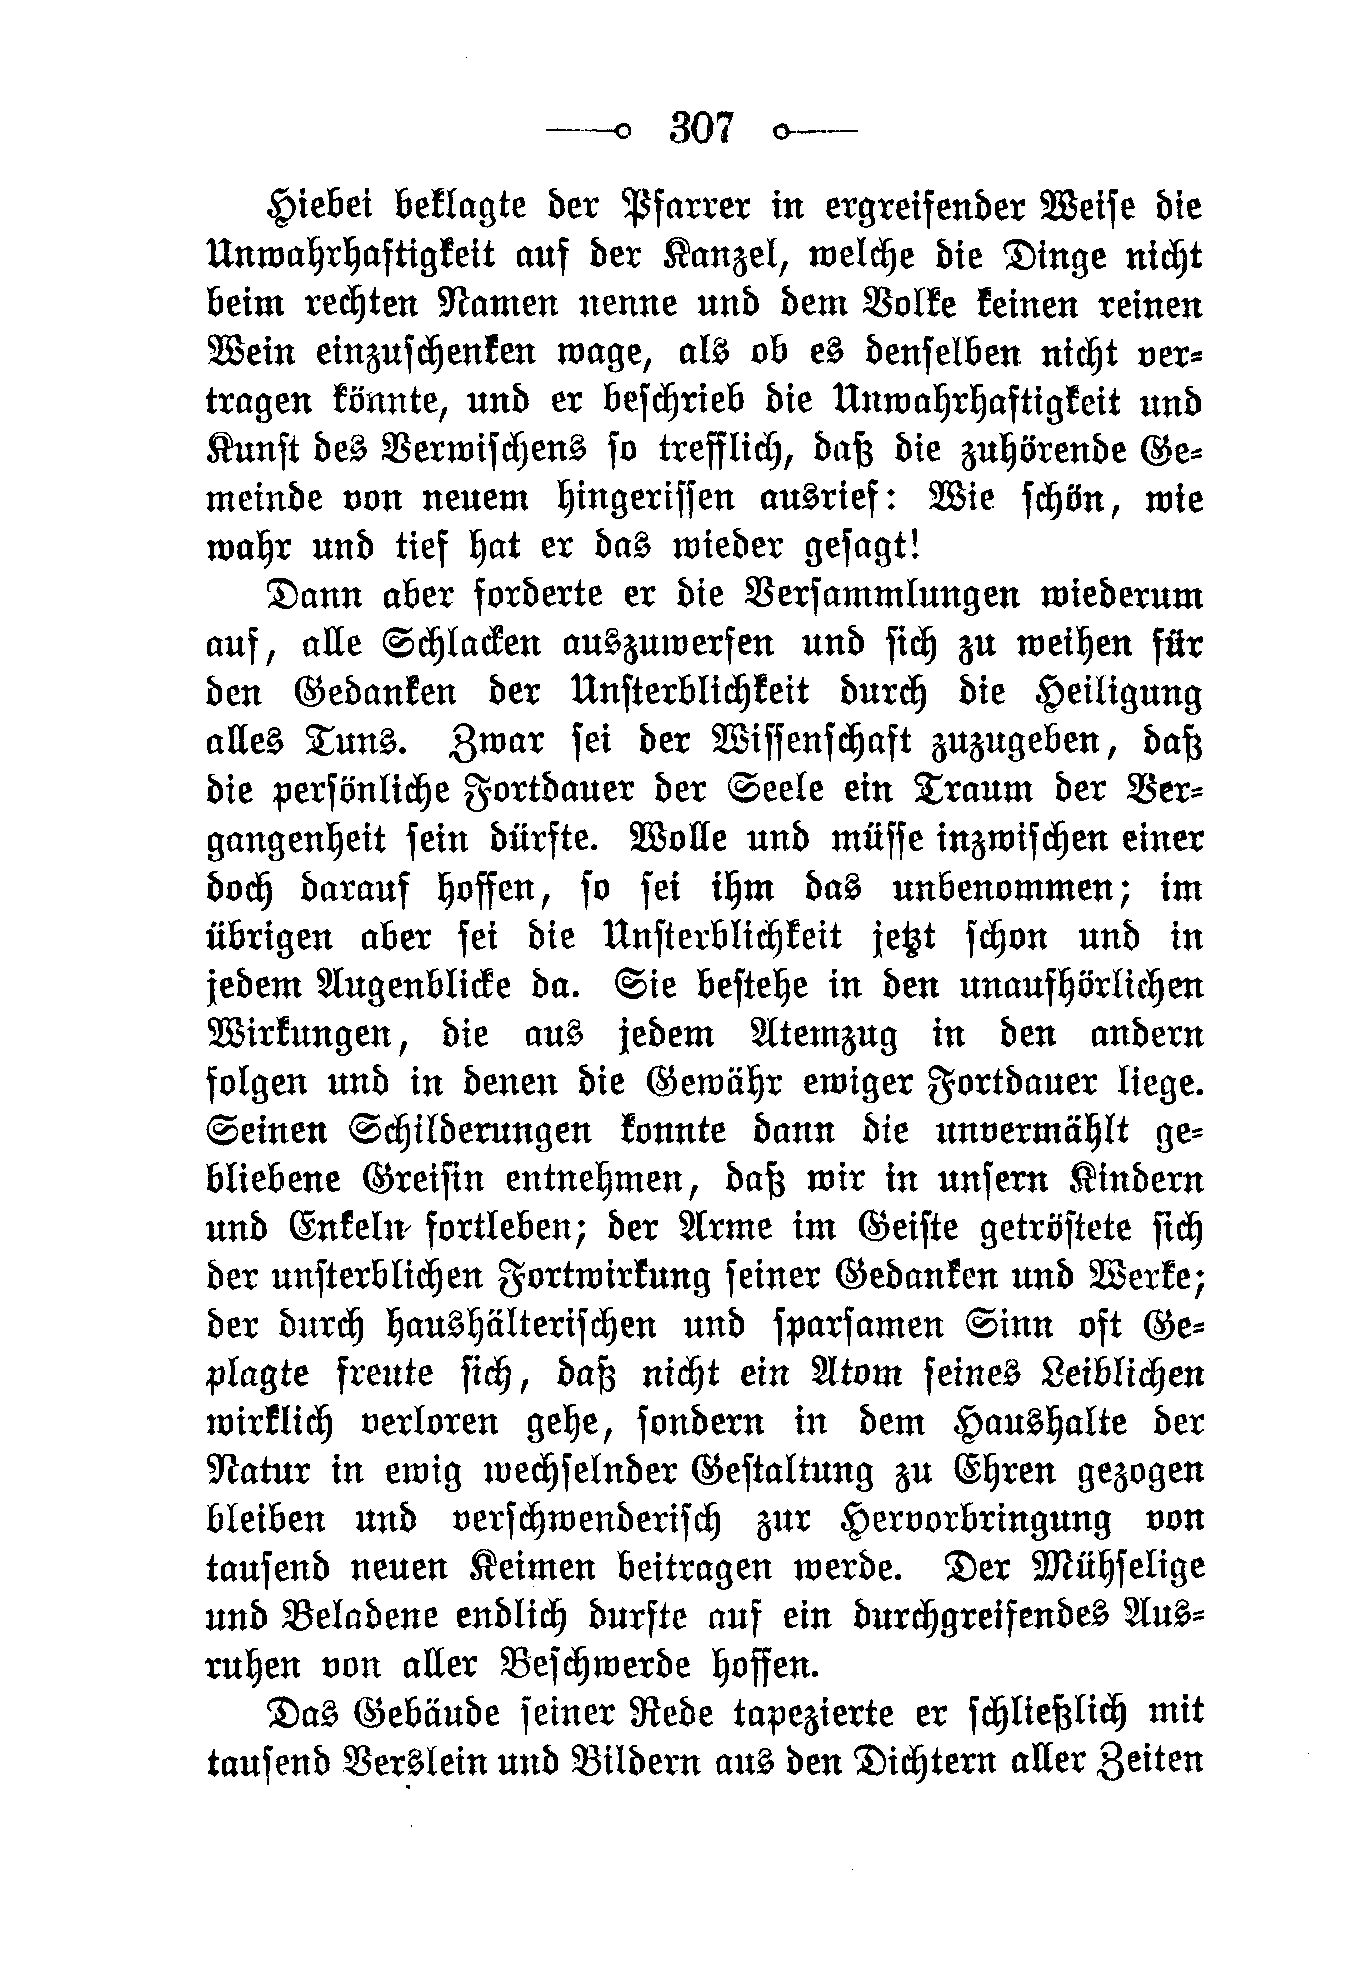 307
Hiebei beklagte der Pfarrer in ergreifender Weise die
Unwahrhaftigkeit auf der Kanzel, welche die Dinge nicht
beim rechten Namen nenne und dem Volke keinen reinen
Wein einzuschenken wage, als ob es denselben nicht ver-
tragen könnte, und er beschrieb die Unwahrhaftigkeit und
Kunst des Verwischens so trefflich, daß die zuhörende Ge-
meinde von neuem hingerissen ausrief: Wie schön, wie
wahr und tief hat er das wieder gesagt!
Dann aber forderte er die Versammlungen wiederum
auf, alle Schlacken auszuwerfen und sich zu weihen für
den Gedanken der Unsterblichkeit durch die Heiligung
alles Tuns. Zwar sei der Wissenschaft zuzugeben, daß
die persönliche Fortdauer der Seele ein Traum der Ver-
gangenheit sein dürfte. Wolle und müsse inzwischen einer
doch darauf hoffen, so sei ihm das unbenommen; im
übrigen aber sei die Unsterblichkeit jetzt schon und in
jedem Augenblicke da. Sie bestehe in den unaufhörlichen
Wirkungen, die aus jedem Atemzug in den andern
folgen und in denen die Gewähr ewiger Fortdauer liege.
Seinen Schilderungen konnte dann die unvermählt ge-
bliebene Greisin entnehmen, daß wir in unsern Kindern
und Enkeln fortleben; der Arme im Geiste getröstete sich
der unsterblichen Fortwirkung seiner Gedanken und Werke;
der durch haushälterischen und sparsamen Sinn oft Ge-
plagte freute sich, daß nicht ein Atom seines Leiblichen
wirklich verloren gehe, sondern in dem Haushalte der
Natur in ewig wechselnder Gestaltung zu Ehren gezogen
bleiben und verschwenderisch zur Hervorbringung von
tausend neuen Keimen beitragen werde. Der Mühselige
und Beladene endlich durfte auf ein durchgreifendes Aus-
ruhen von aller Beschwerde hoffen.
Das Gebäude seiner Rede tapezierte er schließlich mit
tausend Verslein und Bildern aus den Dichtern aller Zeiten